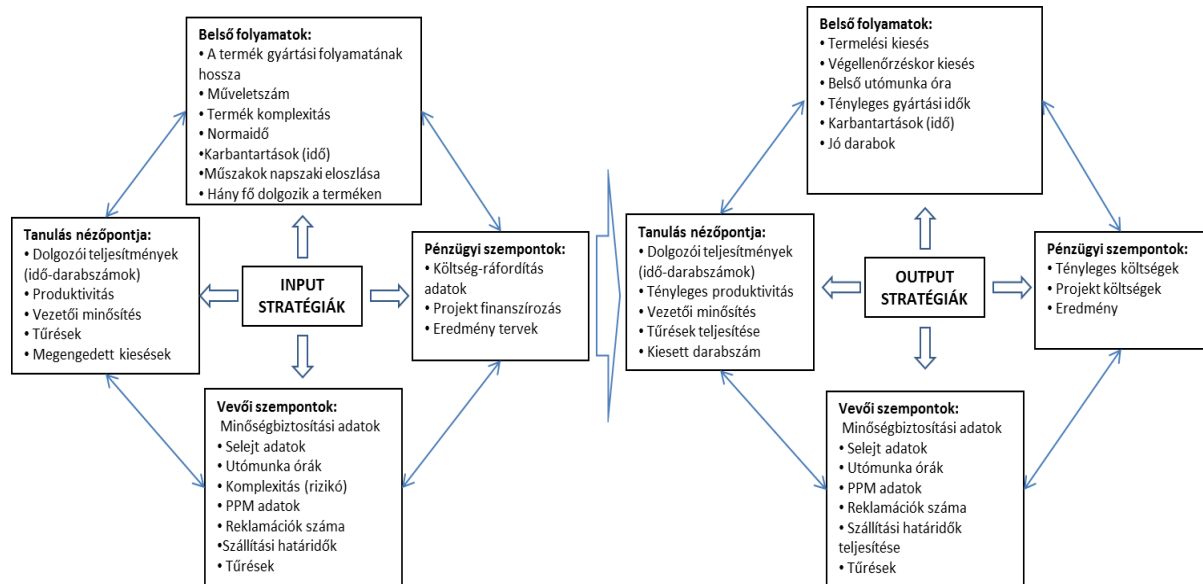 Belső folyamatok:
• A termék gyártási folyamatának
hossza
• Műveletszám
• Termék komplexitás
• Normaidő
•Karbantartások (idő)
•Műszakok napszaki eloszlása
• Hány fő dolgozik a terméken
Tanulás nézőpontja:
• Dolgozói teljesítmények
(idő-darabszámok)
• Produktivitás
• Vezetői minősítés
• Tűrések
• Megengedett kiesések
INPUT
STRATÉGIÁK
Pénzügyi szempontok:
• Költség-ráfordítás
adatok
• Projekt finanszírozás
• Eredmény tervek
Vevői szempontok:
Minőségbiztosítási adatok
• Selejt adatok
• Utómunka órák
• Komplexitás (rizikó)
• PPM adatok
• Reklamációk száma
•Szállítási határidők
• Tűrések
Belső folyamatok:
• Termelési kiesés
• Végellenőrzéskor kiesés
• Belső utómunka óra
• Tényleges gyártási idők
• Karbantartások (idő)
• Jó darabok
Tanulás nézőpontja:
• Dolgozói teljesítmények
(idő-darabszámok)
• Tényleges produktivitás
• Vezetői minősítés
• Tűrések teljesítése
• Kiesett darabszám
OUTPUT
STRATÉGIÁK
Pénzügyi szempontok:
• Tényleges költségek
• Projekt költségek
• Eredmény
Vevői szempontok:
Minőségbiztosítási adatok
• Selejt adatok
• Utómunka órák
• PPM adatok
• Reklamációk száma
• Szállítási határidők
teljesítése
• Tűrések